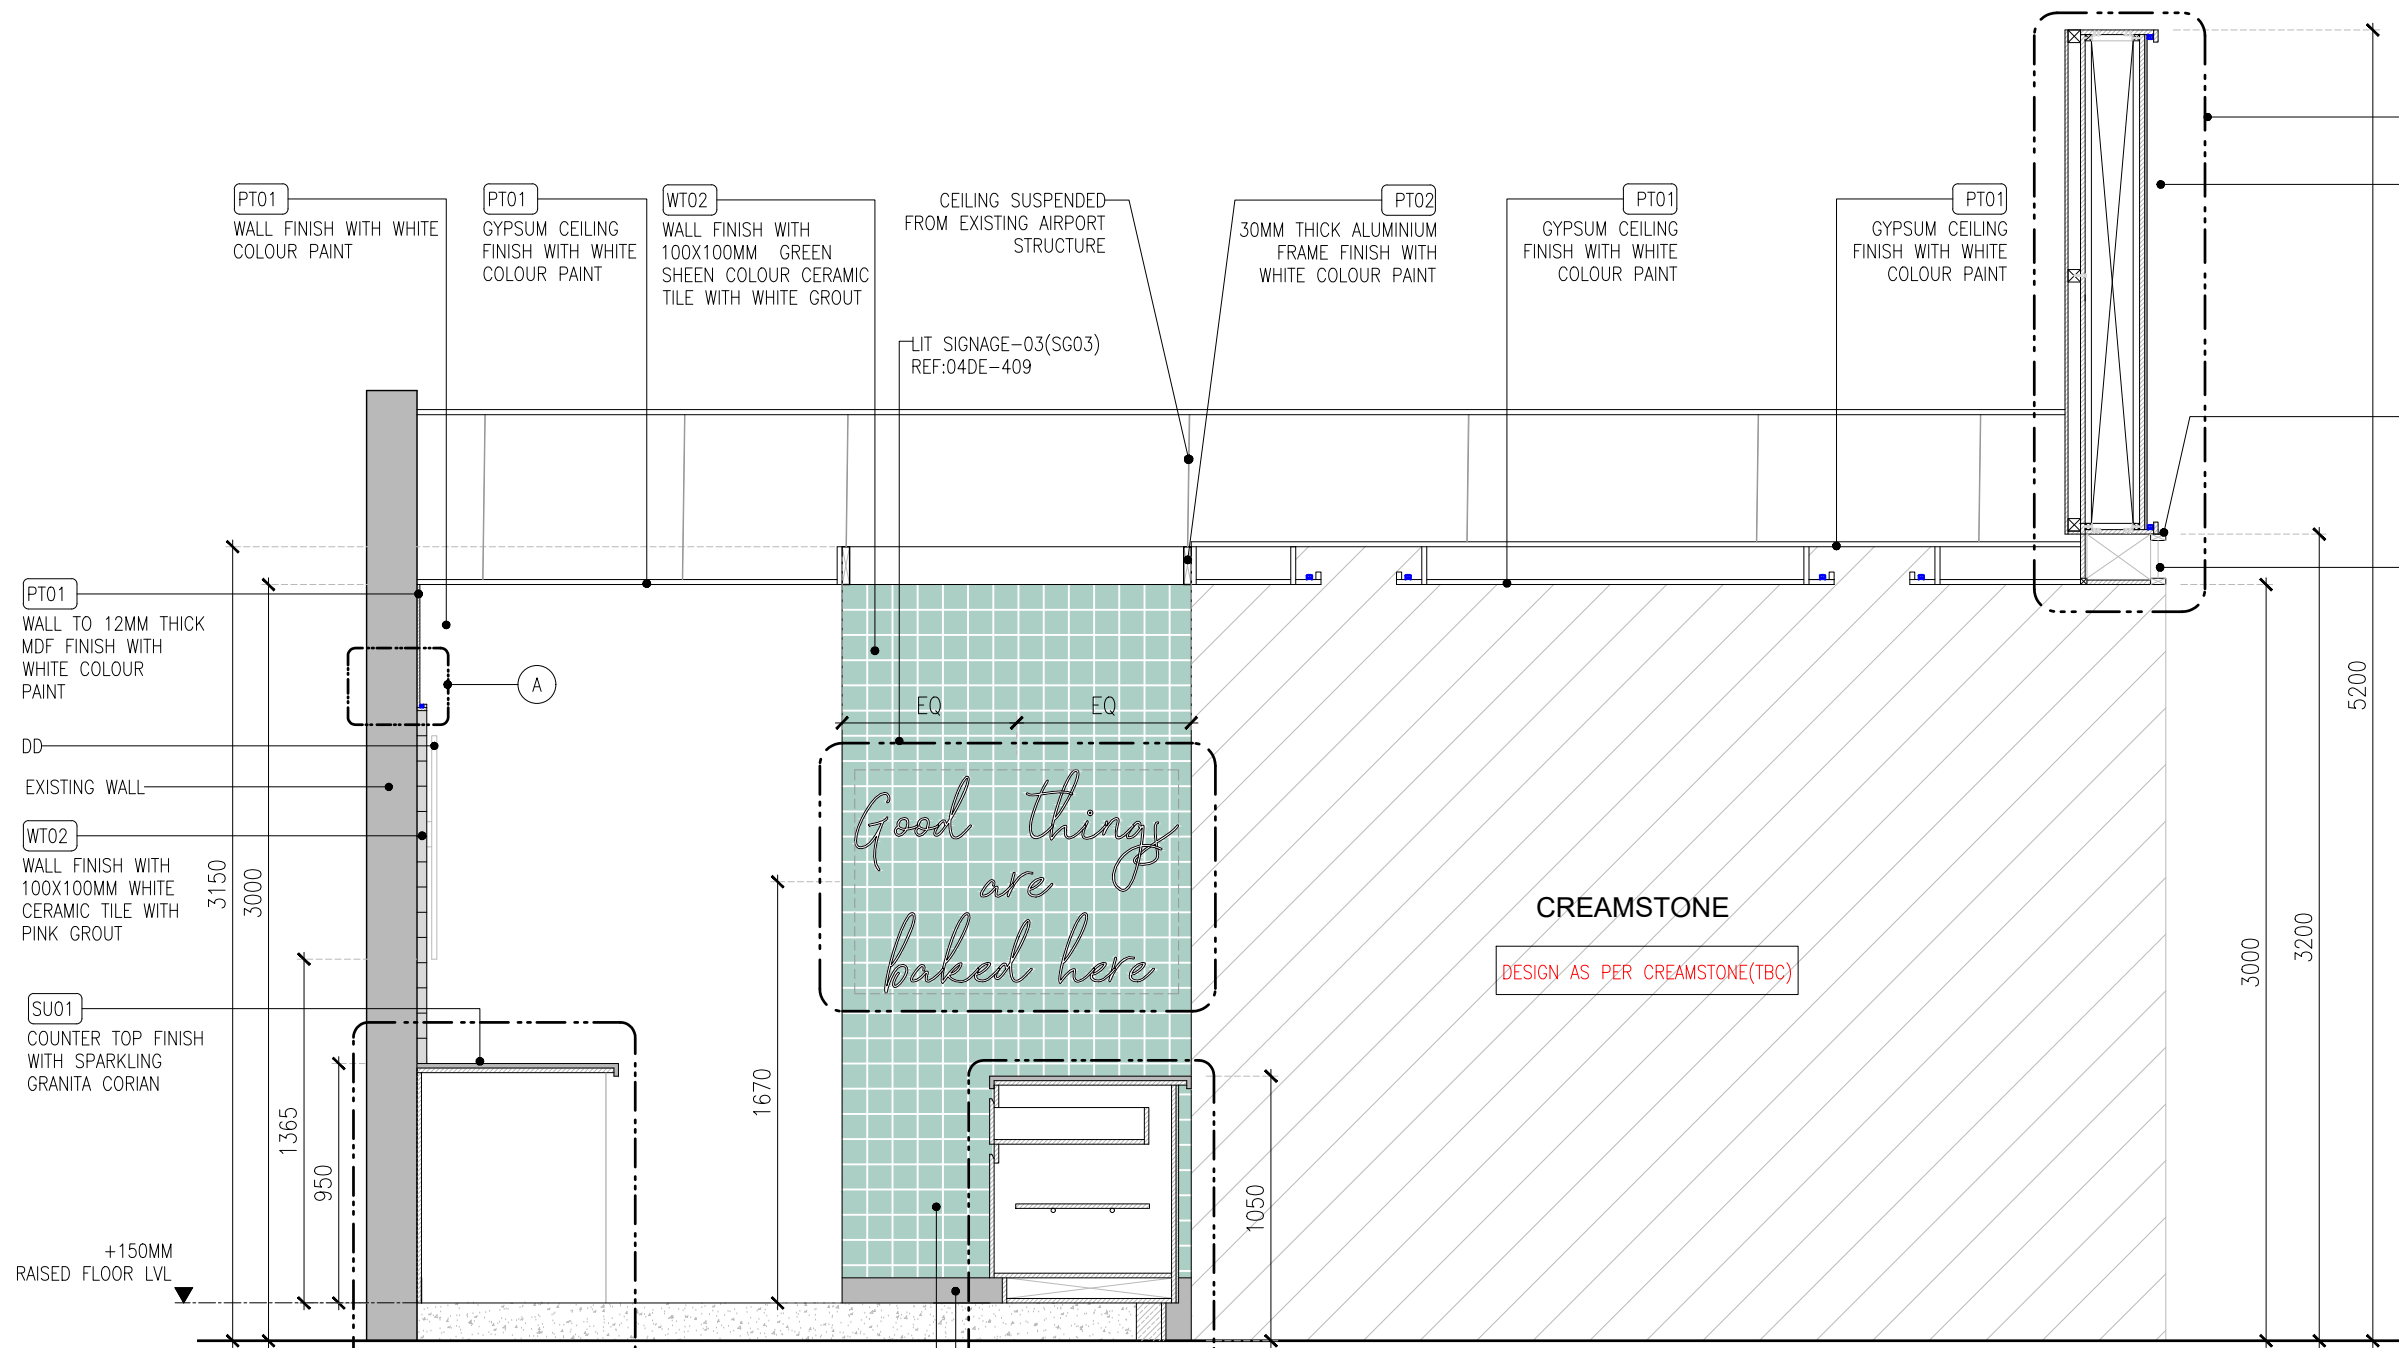 PT01
WALL FINISH WITH WHITE
COLOUR PAINT
PT01
GYPSUM CEILING
FINISH WITH WHITE
COLOUR PAINT
WT02
WALL FINISH WITH
100X100MM GREEN
SHEEN COLOUR CERAMIC
TILE WITH WHITE GROUT
CEILING SUSPENDED
FROM EXISTING AIRPORT
STRUCTURE
PT02
30MM THICK ALUMINIUM
FRAME FINISH WITH
WHITE COLOUR PAINT
PT01
GYPSUM CEILING
FINISH WITH WHITE
COLOUR PAINT
PT01
GYPSUM CEILING
FINISH WITH WHITE
COLOUR PAINT
LIT SIGNAGE-03(SG03)
REF:04DE-409
PT01
WALL TO 12MM THICK
MDF FINISH WITH
WHITE COLOUR
PAINT
A
DD
EXISTING WALL
WT02
WALL FINISH WITH
100X100MM WHITE
CERAMIC TILE WITH
PINK GROUT
SU01
COUNTER TOP FINISH
WITH SPARKLING
GRANITA CORIAN
+150MM
RAISED FLOOR LVL
3150
3000
1365
950
1670
EQ
EQ
Good things
are
baked here
1050
CREAMSTONE
DESIGN AS PER CREAMSTONE(TBC)
3000
3200
5200